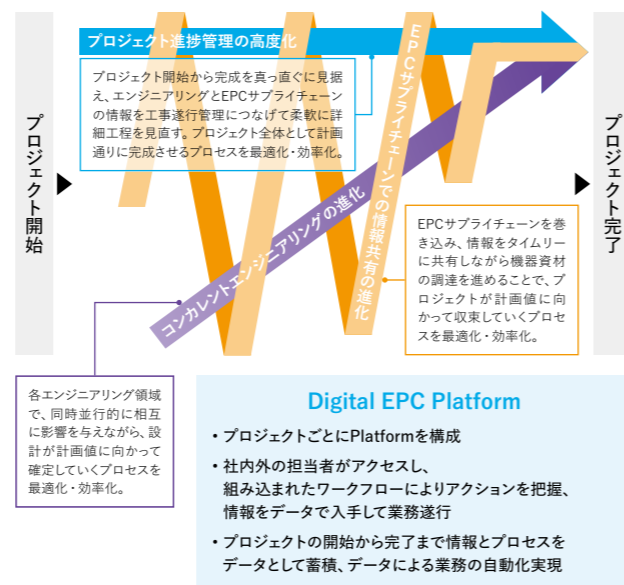 プロジェクト開始
プロジェクト進捗管理の高度化
プロジェクト開始から完成を真っ直ぐに見据
え、エンジニアリングとEPCサプライチェーン
の情報を工事遂行管理につなげて柔軟に詳
細工程を見直す。プロジェクト全体として計画
通りに完成させるプロセスを最適化・効率化。
EPCサプライチェーンでの情報共有の進化
コンカレントエンジニアリングの進化
プロジェクト完了
EPCサプライチェーンを巻
き込み、情報をタイムリー
に共有しながら機器資材
の調達を進めることで、プ
ロジェクトが計画値に向
かって収束していくプロセ
スを最適化・効率化。
各エンジニアリング領域
で、同時並行的に相互
に影響を与えながら、設
計が計画値に向かって
確定していくプロセスを
最適化・効率化。
Digital EPC Platform
・プロジェクトごとにPlatformを構成
・社内外の担当者がアクセスし、
組み込まれたワークフローによりアクションを把握、
情報をデータで入手して業務遂行
・プロジェクトの開始から完了まで情報とプロセスを
データとして蓄積、データによる業務の自動化実現